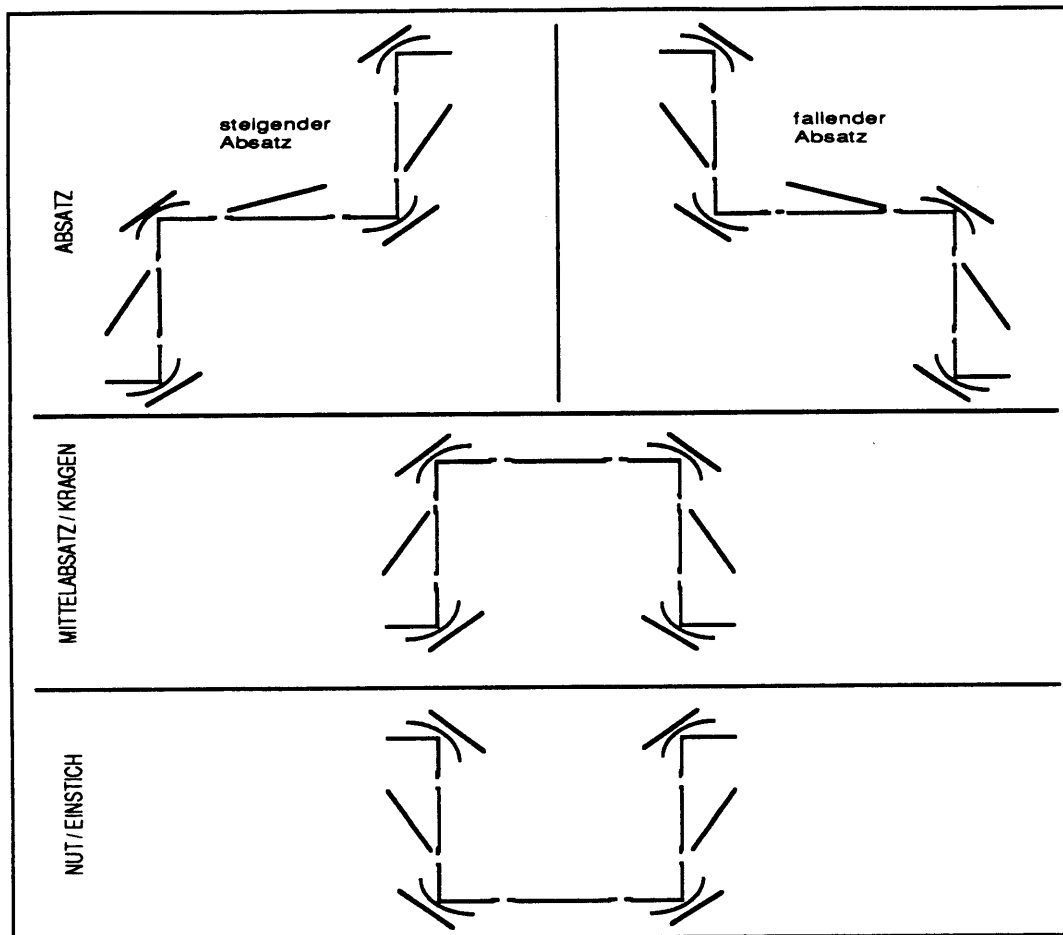 ABSATZ
steigender
Absatz
fallender
Absatz
MITTELABSATZ / KRAGEN
NUT / EINSTICH